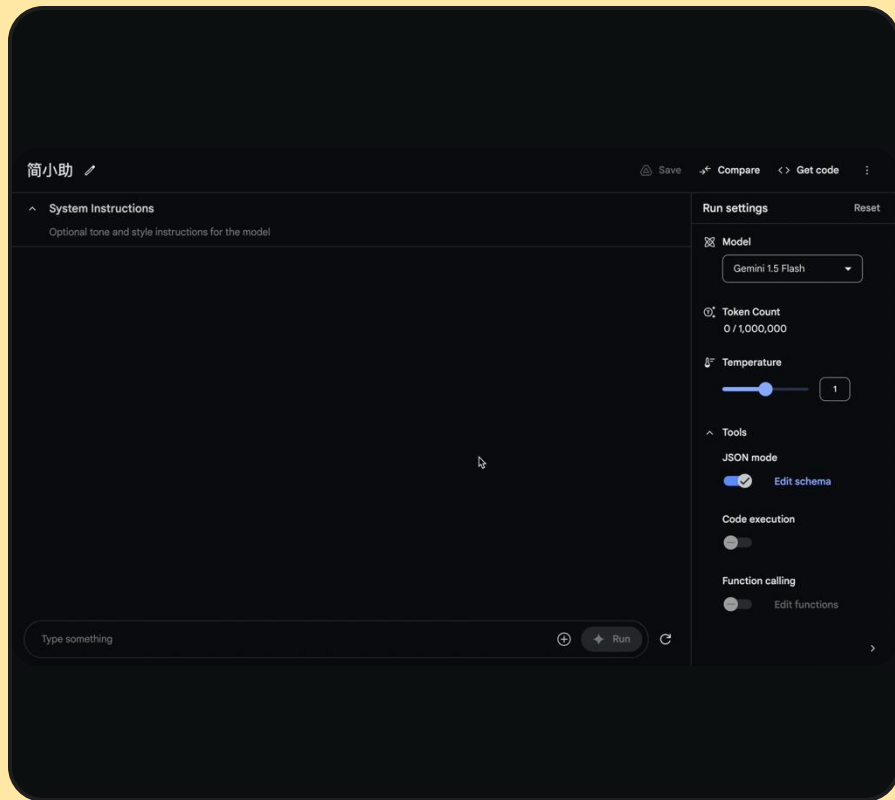 简小助
Save
Compare
Get code
System Instructions
Optional tone and style instructions for the model
Run settings
Reset
Model
Gemini 1.5 Flash
Token Count
0 / 1,000,000
Temperature
1
Tools
JSON mode
Edit schema
Code execution
Function calling
Edit functions
Type something
Run